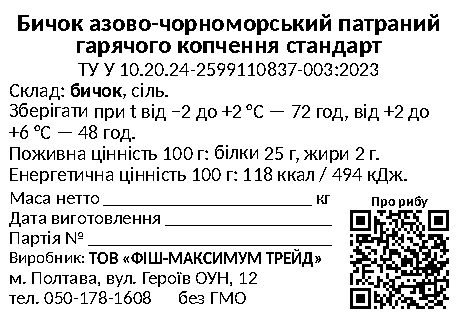 Бичок азово-чорноморський патраний
гарячого копчення стандарт
ТУ У 10.20.24-2599110837-003:2023
Склад: бичок, сіль.
Зберігати при t від −2 до +2 °C — 72 год, від +2 до
+6 °C — 48 год.
Поживна цінність 100 г: білки 25 г, жири 2 г.
Енергетична цінність 100 г: 118 ккал / 494 кДж.
Маса нетто ____________________ кг
Дата виготовлення ________________
Партія № ________________________
Про рибу
Виробник: ТОВ «ФІШ-МАКСИМУМ ТРЕЙД»
м. Полтава, вул. Героїв ОУН, 12
тел. 050-178-1608 без ГМО